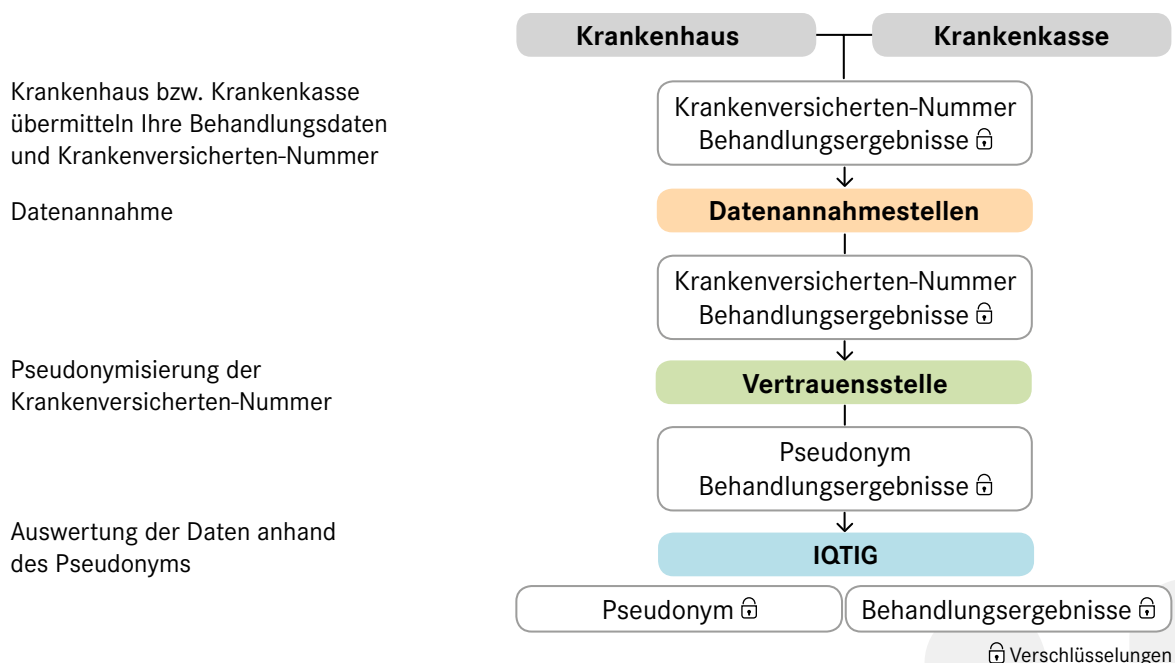 Krankenhaus
Krankenkasse
Krankenhaus bzw. Krankenkasse
übermitteln Ihre Behandlungsdaten
und Krankenversicherten-Nummer
Krankenversicherten-Nummer
Behandlungsergebnisse
Datenannahme
Datenannahmestellen
Krankenversicherten-Nummer
Behandlungsergebnisse
Pseudonymisierung der
Krankenversicherten-Nummer
Vertrauensstelle
Pseudonym
Behandlungsergebnisse
Auswertung der Daten anhand
des Pseudonyms
IQTIG
Pseudonym
Behandlungsergebnisse
Verschlüsselungen